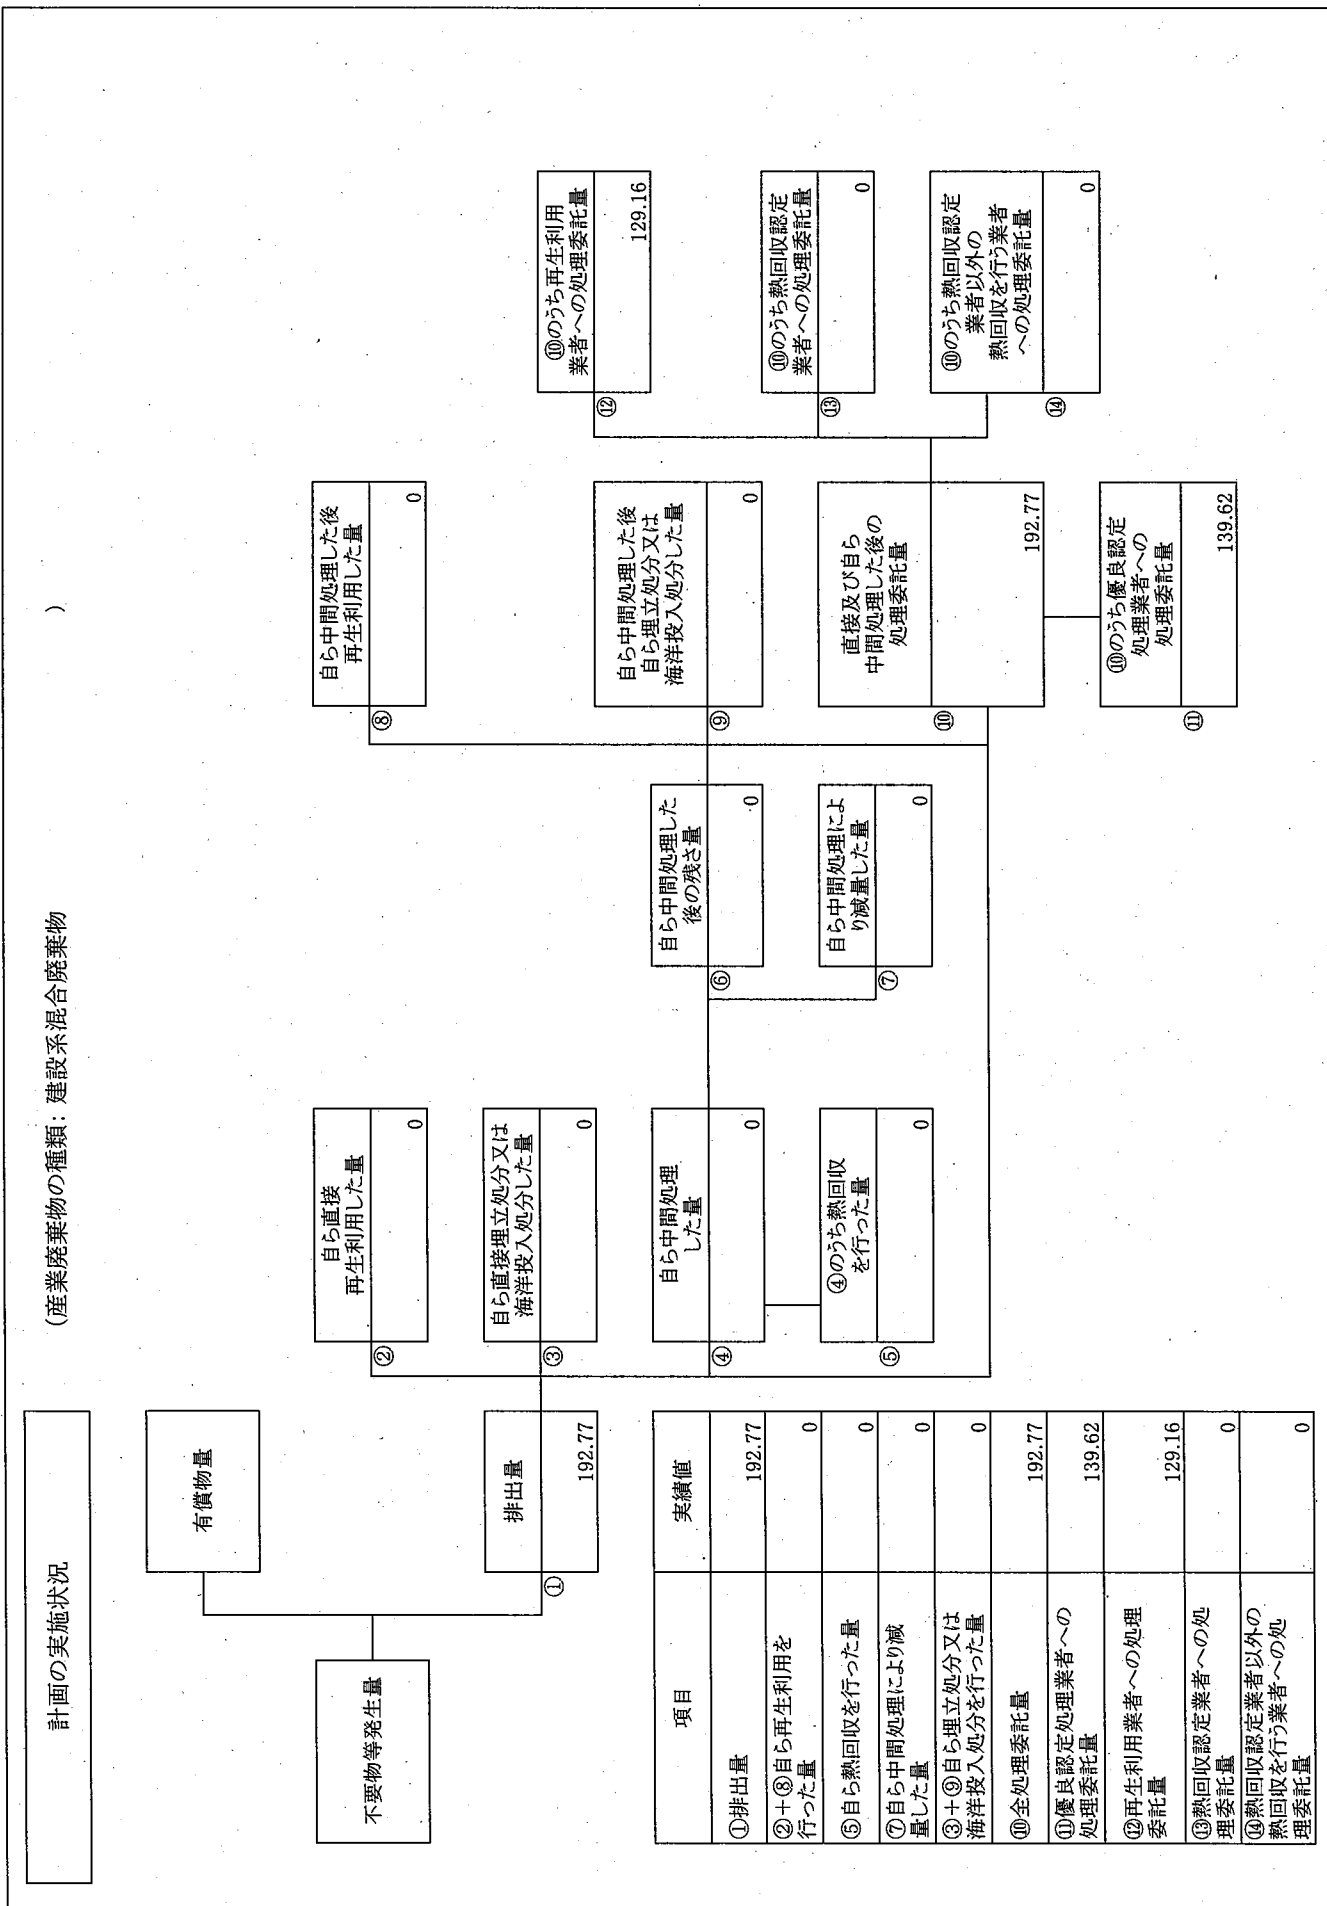 計画の実施状況
(産業廃棄物の種類：建設系混合廃棄物 )
不要物等発生量
有償物量
①
排出量
192.77
②
自ら直接
再生利用した量
0
③
自ら直接埋立処分又は
海洋投入処分した量
0
④
自ら中間処理
した量
0
⑤
④のうち熱回収
を行った量
0
⑥
自ら中間処理した
後の残さ量
0
⑦
自ら中間処理によ
り減量した量
0
⑧
自ら中間処理した後
再生利用した量
0
⑨
自ら中間処理した後
自ら埋立処分又は
海洋投入処分した量
0
⑩
直接及び自ら
中間処理した後の
処理委託量
192.77
⑪
⑩のうち優良認定
処理業者への
処理委託量
139.62
⑫
⑩のうち再生利用
業者への処理委託量
129.16
⑬
⑩のうち熱回収認定
業者への処理委託量
0
⑭
⑩のうち熱回収認定
業者以外の
熱回収を行う業者
への処理委託量
0
項目 実績値
①排出量 192.77
②+⑧自ら再生利用を
行った量 0
⑤自ら熱回収を行った量 0
⑦自ら中間処理により減
量した量 0
③+⑨自ら埋立処分又は
海洋投入処分を行った量 0
⑩全処理委託量 192.77
⑪優良認定処理業者への
処理委託量 139.62
⑫再生利用業者への処理
委託量 129.16
⑬熱回収認定業者への処
理委託量 0
⑭熱回収認定業者以外の
熱回収を行う業者への処
理委託量 0